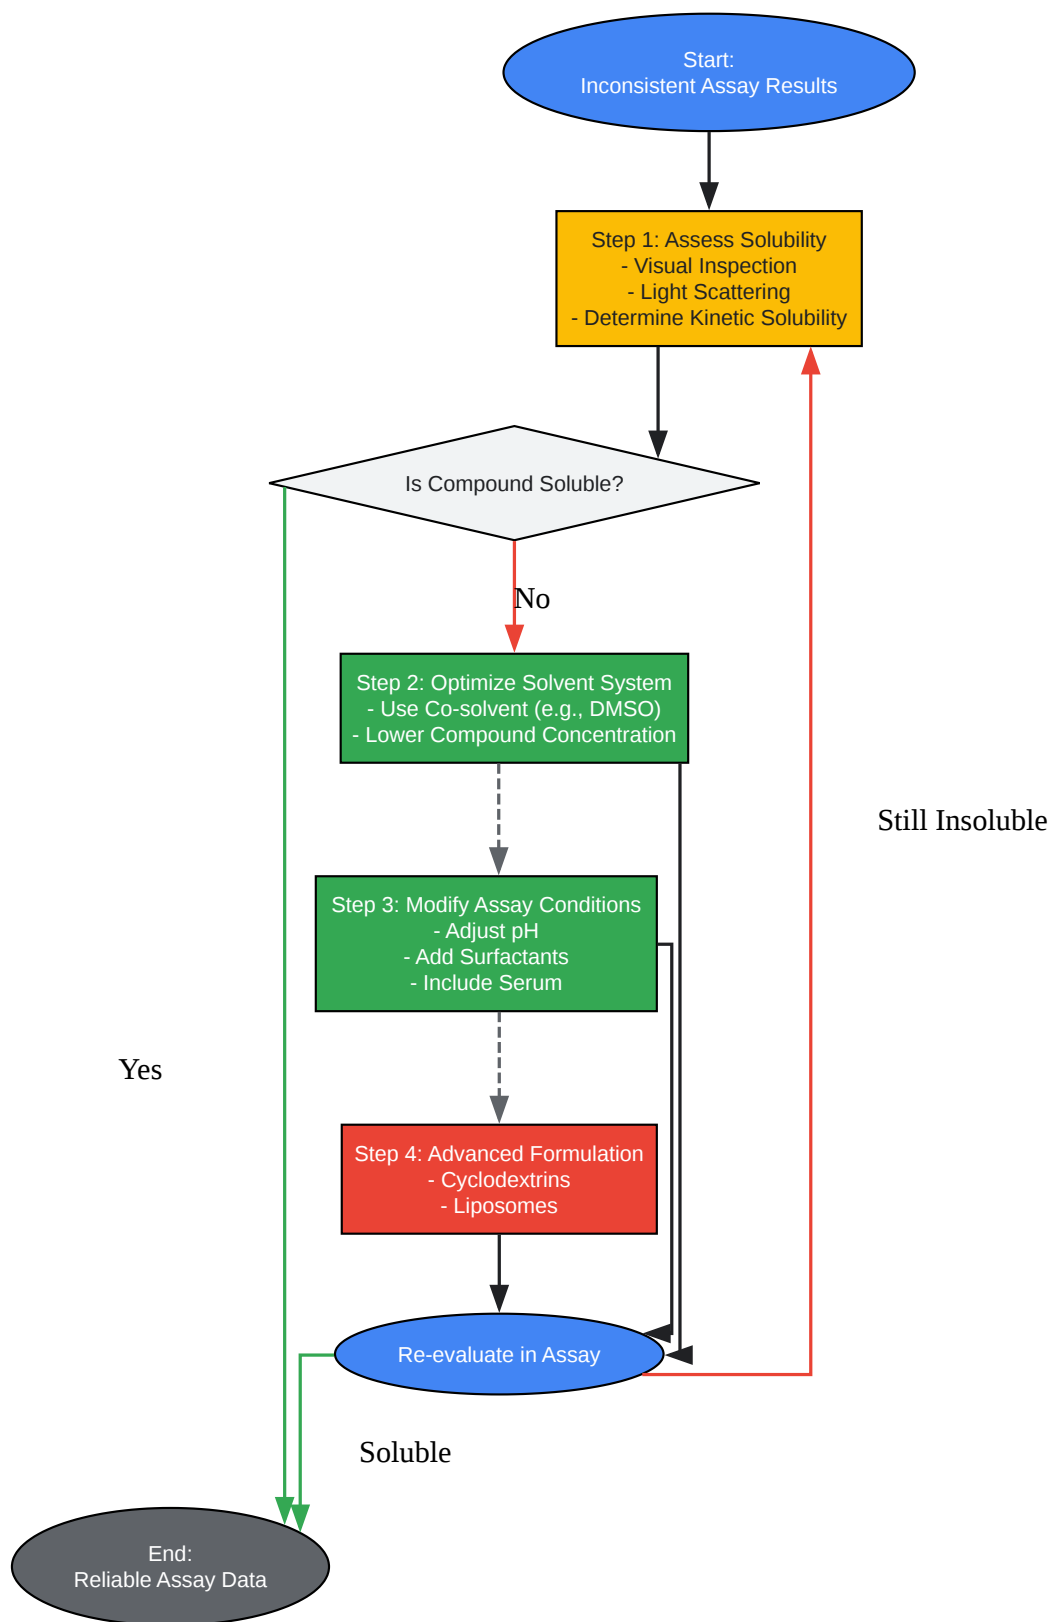 Start:
Inconsistent Assay Results
Step 1: Assess Solubility
- Visual Inspection
- Light Scattering
- Determine Kinetic Solubility
Is Compound Soluble?
No
Step 2: Optimize Solvent System
- Use Co-solvent (e.g., DMSO)
- Lower Compound Concentration
Still Insoluble
Step 3: Modify Assay Conditions
- Adjust pH
- Add Surfactants
- Include Serum
Yes
Step 4: Advanced Formulation
- Cyclodextrins
- Liposomes
Re-evaluate in Assay
Soluble
End:
Reliable Assay Data